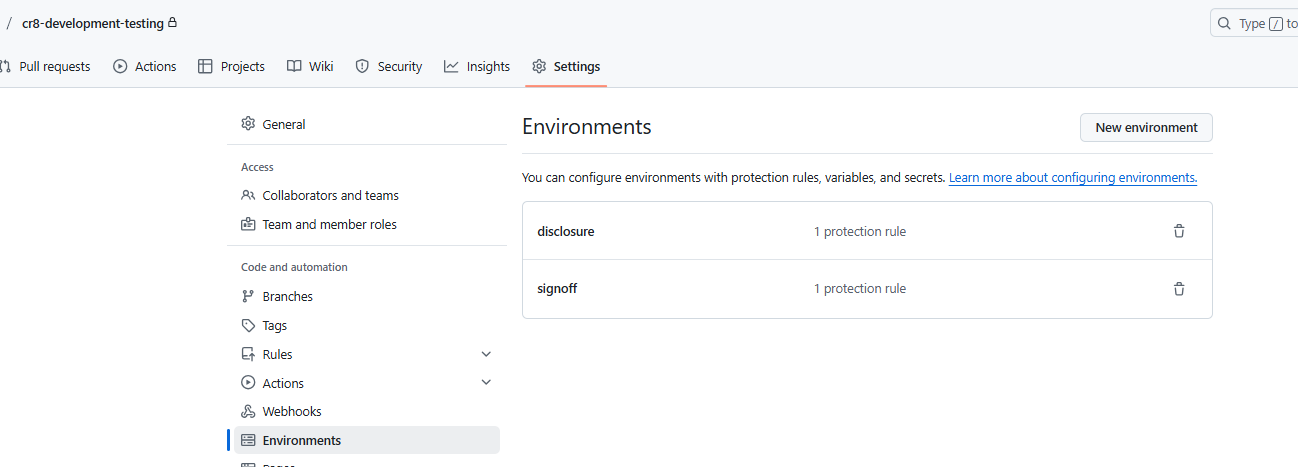 / cr8-development-testing
Type / to
Pull requests Actions Projects Wiki Security Insights Settings
General
Access
Collaborators and teams
Team and member roles
Code and automation
Branches
Tags
Rules
Actions
Webhooks
Environments
Pages
Environments
New environment
You can configure environments with protection rules, variables, and secrets. Learn more about configuring environments.
disclosure 1 protection rule
signoff 1 protection rule